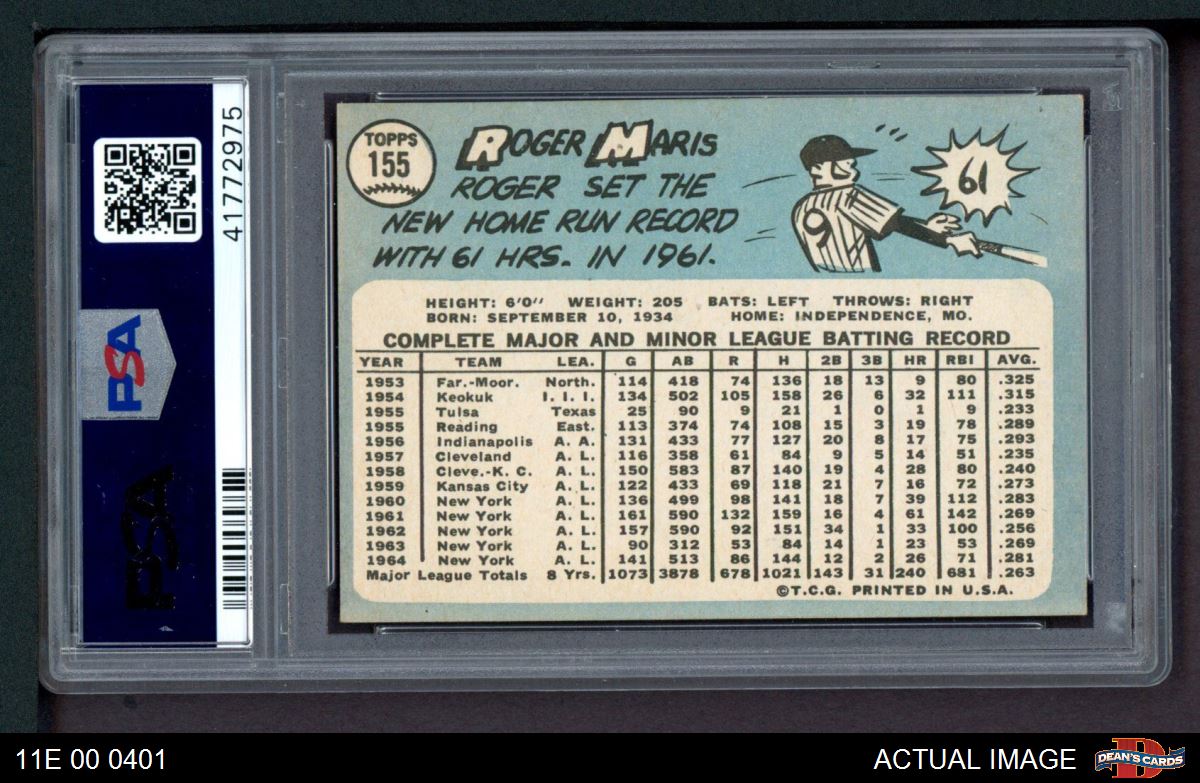 PSA
41772975
PSA
TOPPS
155
ROGER MARIS
ROGER SET THE
NEW HOME RUN RECORD
WITH 61 HRS. IN 1961.
61
9
HEIGHT: 6'0" WEIGHT: 205 BATS: LEFT THROWS: RIGHT
BORN: SEPTEMBER 10, 1934 HOME: INDEPENDENCE, MO.
COMPLETE MAJOR AND MINOR LEAGUE BATTING RECORD
YEAR TEAM LEA. G AB R H 2B 3B HR RBI AVG.
1953 Far.-Moor. North. 114 418 74 136 18 13 9 80 .325
1954 Keokuk I. I. I. 134 502 105 158 26 6 32 111 .315
1955 Tulsa Texas 25 90 9 21 1 0 1 9 .233
1955 Reading East. 113 374 74 108 15 3 19 78 .289
1956 Indianapolis A. A. 131 433 77 127 20 8 17 75 .293
1957 Cleveland A. L. 116 358 61 84 9 5 14 51 .235
1958 Cleve.-K. C. A. L. 150 583 87 140 19 4 28 80 .240
1959 Kansas City A. L. 122 433 69 118 21 7 16 72 .273
1960 New York A. L. 136 499 98 141 18 7 39 112 .283
1961 New York A. L. 161 590 132 159 16 4 61 142 .269
1962 New York A. L. 157 590 92 151 34 1 33 100 .256
1963 New York A. L. 90 312 53 84 14 1 23 53 .269
1964 New York A. L. 141 513 86 144 12 2 26 71 .281
Major League Totals 8 Yrs. 1073 3878 678 1021 143 31 240 681 .263
©T.C.G. PRINTED IN U.S.A.
11E 00 0401
ACTUAL IMAGE
DEAN'S CARDS